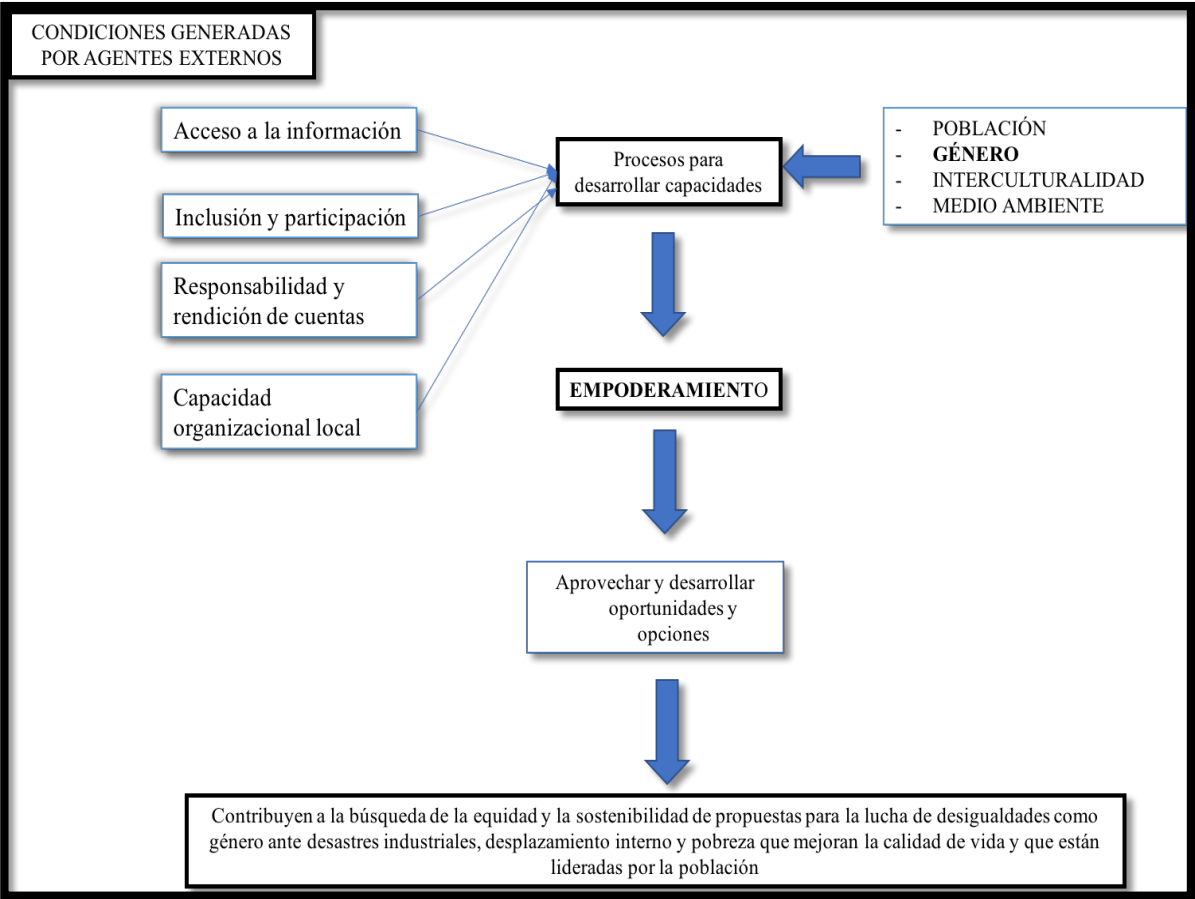 CONDICIONES GENERADAS
POR AGENTES EXTERNOS
Acceso a la información
Inclusión y participación
Responsabilidad y
rendición de cuentas
Capacidad
organizacional local
Procesos para
desarrollar capacidades
- POBLACIÓN
- GÉNERO
- INTERCULTURALIDAD
- MEDIO AMBIENTE
EMPODERAMIENTO
Aprovechar y desarrollar
oportunidades y
opciones
Contribuyen a la búsqueda de la equidad y la sostenibilidad de propuestas para la lucha de desigualdades como
género ante desastres industriales, desplazamiento interno y pobreza que mejoran la calidad de vida y que están
lideradas por la población